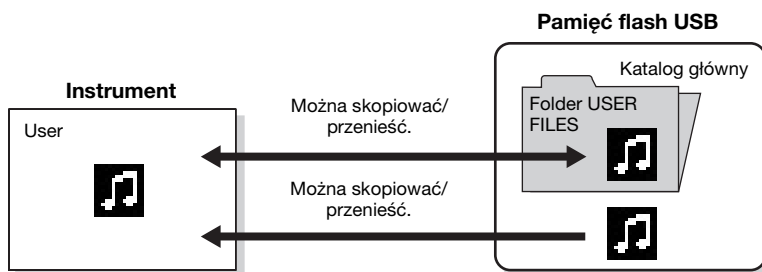 Pamięć flash USB
Katalog główny
Instrument
Folder USER
FILES
Można skopiować/
przenieść.
User
Można skopiować/
przenieść.